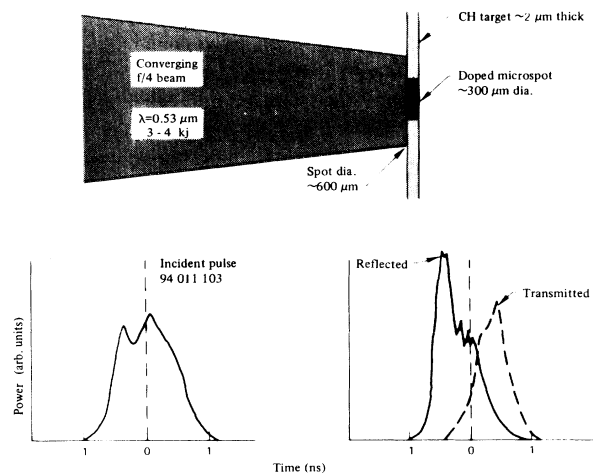 CH target ~2 μm thick
Converging
f/4 beam
λ=0.53 μm
3 - 4 kj
Doped microspot
~300 μm dia.
Spot dia.
~600 μm
Incident pulse
94 011 103
Reflected
Transmitted
Power (arb. units)
1 0 1
1 0 1
Time (ns)